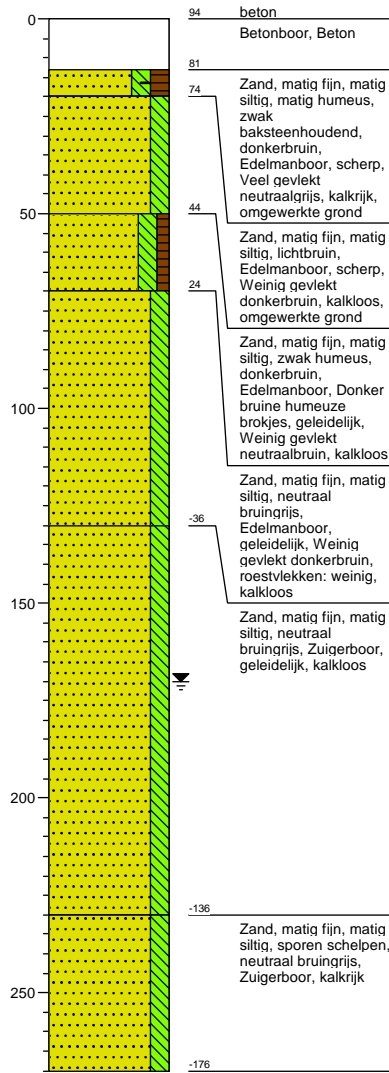 0
50
100
150
200
250
94
beton
Betonboor, Beton
81
Zand, matig fijn, matig
siltig, matig humeus,
zwak
baksteenhoudend,
donkerbruin,
Edelmanboor, scherp,
Veel gevlekt
neutraalgrijs, kalkrijk,
omgewerkte grond
74
Zand, matig fijn, matig
siltig, lichtbruin,
Edelmanboor, scherp,
Weinig gevlekt
donkerbruin, kalkloos,
omgewerkte grond
44
Zand, matig fijn, matig
siltig, zwak humeus,
donkerbruin,
Edelmanboor, Donker
bruine humeuze
brokjes, geleidelijk,
Weinig gevlekt
neutraalbruin, kalkloos
24
Zand, matig fijn, matig
siltig, neutraal
bruingrijs,
Edelmanboor,
geleidelijk, Weinig
gevlekt donkerbruin,
roestvlekken: weinig,
kalkloos
-36
Zand, matig fijn, matig
siltig, neutraal
bruingrijs, Zuigerboor,
geleidelijk, kalkloos
-136
Zand, matig fijn, matig
siltig, sporen schelpen,
neutraal bruingrijs,
Zuigerboor, kalkrijk
-176